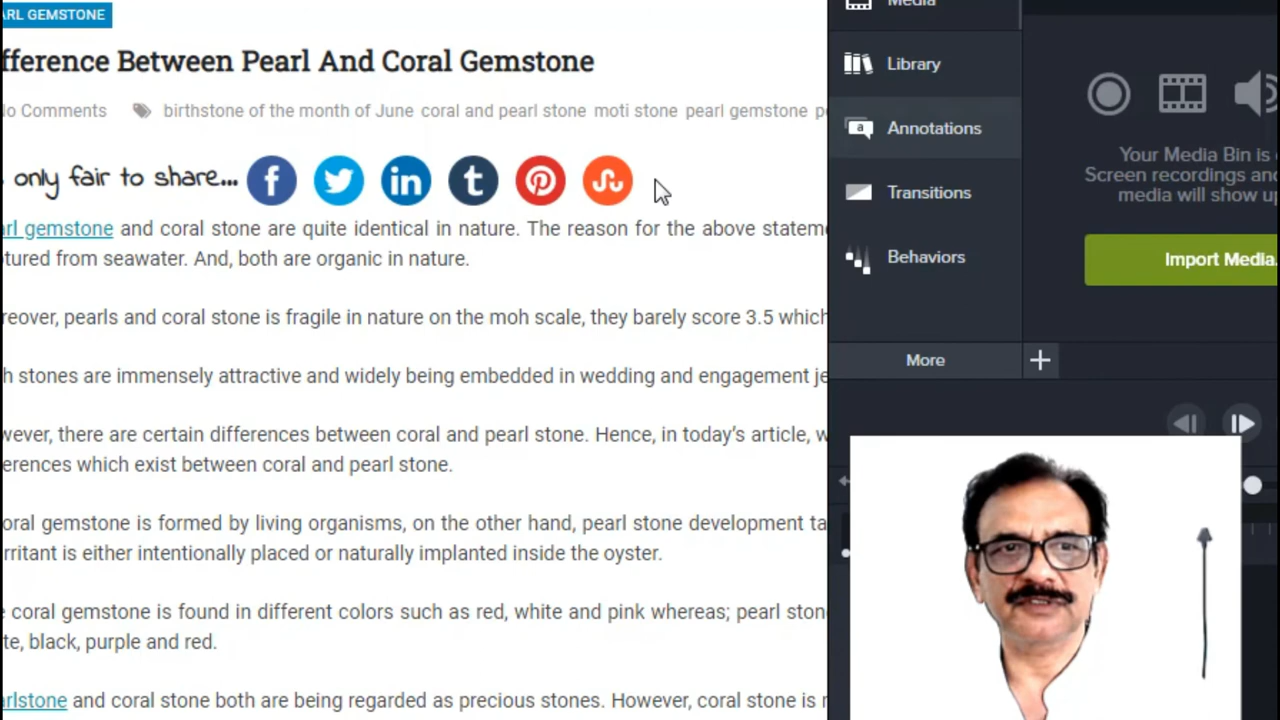 ARL GEMSTONE
fference Between Pearl And Coral Gemstone
No Comments birthstone of the month of June coral and pearl stone moti stone pearl gemstone
only fair to share...
f in t
arl gemstone and coral stone are quite identical in nature. The reason for the above stateme
tured from seawater. And, both are organic in nature.
reover, pearls and coral stone is fragile in nature on the moh scale, they barely score 3.5 which
h stones are immensely attractive and widely being embedded in wedding and engagement je
wever, there are certain differences between coral and pearl stone. Hence, in today's article, w
erences which exist between coral and pearl stone.
oral gemstone is formed by living organisms, on the other hand, pearl stone development ta
rritant is either intentionally placed or naturally implanted inside the oyster.
e coral gemstone is found in different colors such as red, white and pink whereas; pearl ston
te, black, purple and red.
arlstone and coral stone both are being regarded as precious stones. However, coral stone is
Media
Library
a
Annotations
Transitions
Behaviors
More
Your Media Bin is
Screen recordings and
media will show up
Import Media.